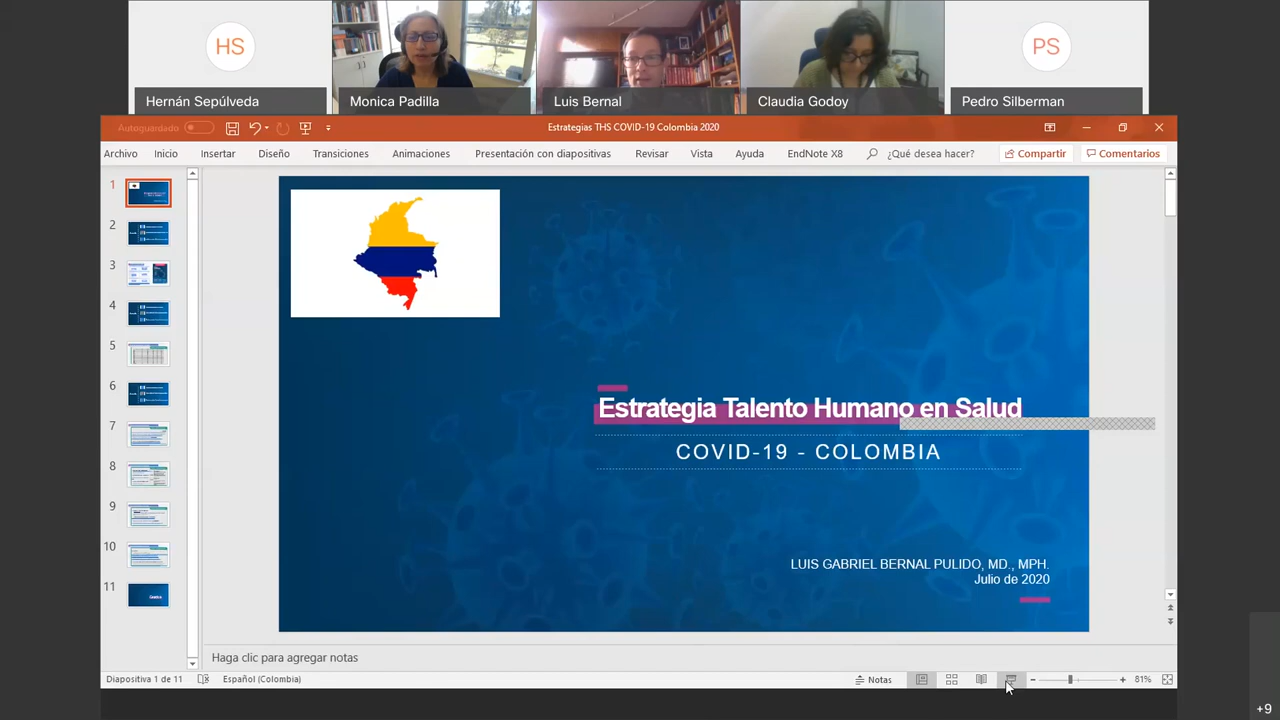 HS
PS
Hernán Sepúlveda
Monica Padilla
Luis Bernal
Claudia Godoy
Pedro Silberman
Autoguardado
Estrategias THS COVID-19 Colombia 2020
Archivo
Inicio
Insertar
Diseño
Transiciones
Animaciones
Presentación con diapositivas
Revisar
Vista
Ayuda
EndNote X8
¿Qué desea hacer?
Compartir
Comentarios
1
2
3
4
5
6
7
8
9
10
11
Estrategia Talento Humano en Salud
COVID-19 - COLOMBIA
LUIS GABRIEL BERNAL PULIDO, MD., MPH.
Julio de 2020
Haga clic para agregar notas
Diapositiva 1 de 11
Español (Colombia)
Notas
81%
+9